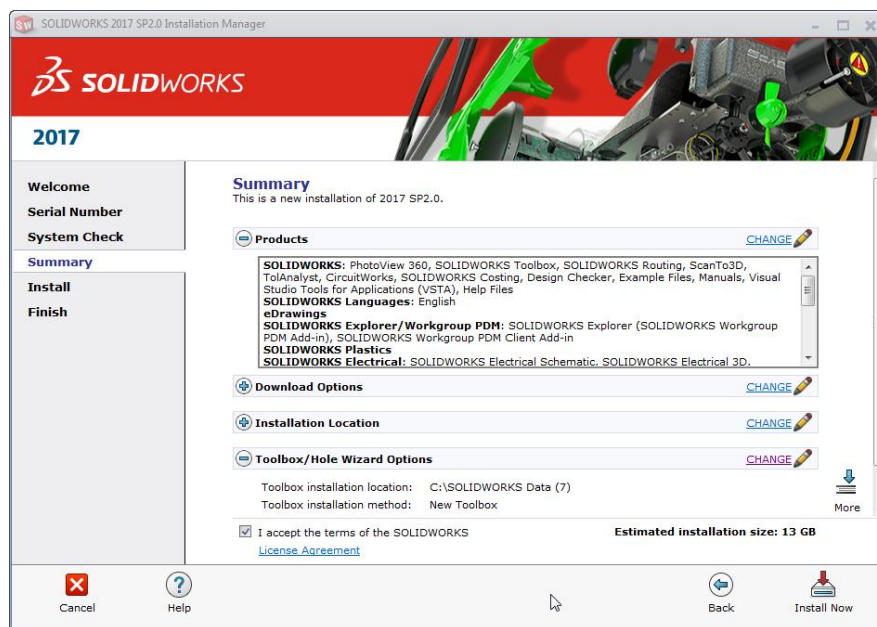 SOLIDWORKS 2017 SP2.0 Installation Manager
SOLIDWORKS
2017
Welcome
Serial Number
System Check
Summary
Install
Finish
Summary
This is a new installation of 2017 SP2.0.
Products
CHANGE
SOLIDWORKS: PhotoView 360, SOLIDWORKS Toolbox, SOLIDWORKS Routing, ScanTo3D,
TolAnalyst, CircuitWorks, SOLIDWORKS Costing, Design Checker, Example Files, Manuals, Visual
Studio Tools for Applications (VSTA), Help Files
SOLIDWORKS Languages: English
eDrawings
SOLIDWORKS Explorer/Workgroup PDM: SOLIDWORKS Explorer (SOLIDWORKS Workgroup
PDM Add-in), SOLIDWORKS Workgroup PDM Client Add-in
SOLIDWORKS Plastics
SOLIDWORKS Electrical: SOLIDWORKS Electrical Schematic, SOLIDWORKS Electrical 3D,
Download Options
CHANGE
Installation Location
CHANGE
Toolbox/Hole Wizard Options
CHANGE
Toolbox installation location: C:\SOLIDWORKS Data (7)
Toolbox installation method: New Toolbox
More
I accept the terms of the SOLIDWORKS
License Agreement
Estimated installation size: 13 GB
Cancel
Help
Back
Install Now